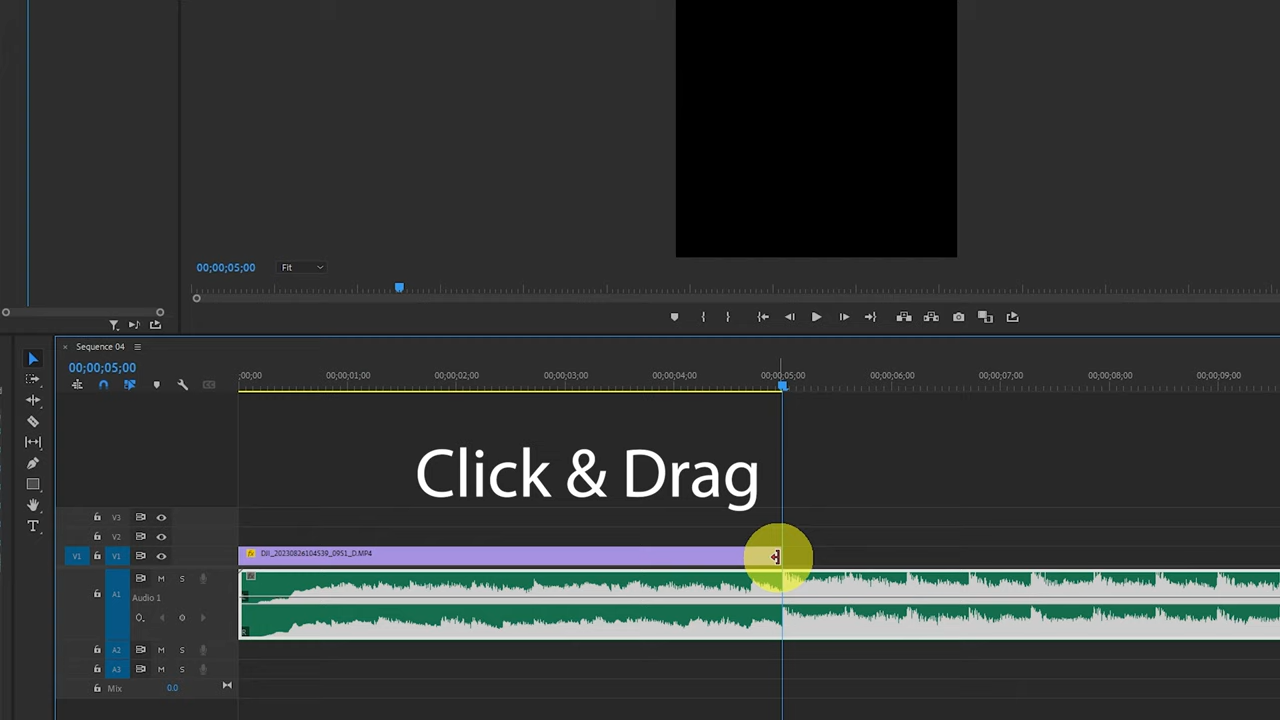 00;00;05;00 Fit
Sequence 04
00;00;05;00
;00;00 00;00;01;00 00;00;02;00 00;00;03;00 00;00;04;00 00;00;05;00 00;00;06;00 00;00;07;00 00;00;08;00 00;00;09;00
Click & Drag
V3
V2
V1 V1 fx DJI_20230826104539_0951_D.MP4
M S
A1
Audio 1
A2 M S
A3 M S
Mix 0.0